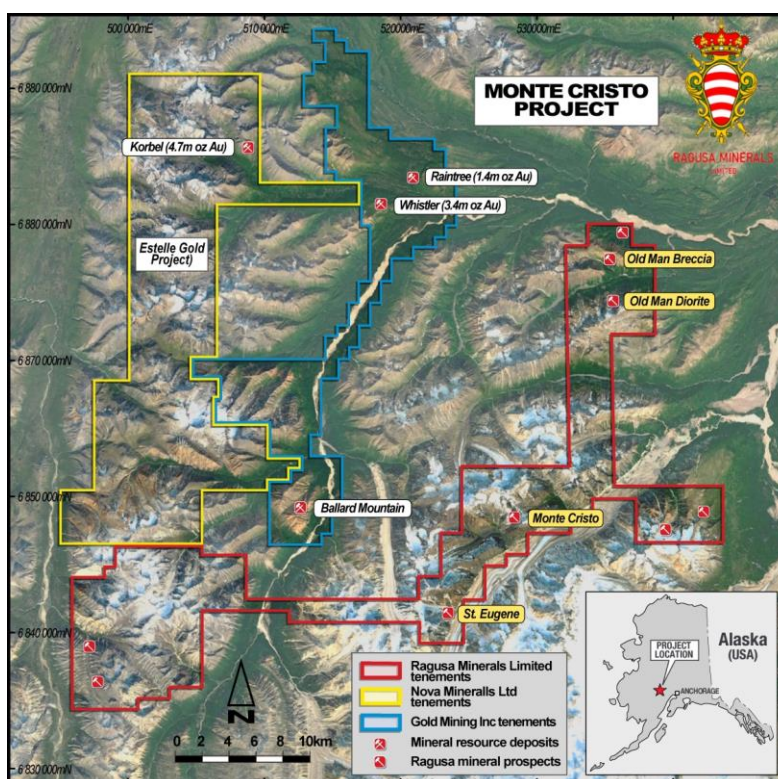 500 000mE
510 000mE
520000mE
530000mE
6 880 000mN
6 880 000mN
6 870 000mN
6 850 000mN
6 840 000mN
6 830 000mN
MONTE CRISTO
PROJECT
RAGUSA MINERALS
LIMITED
Korbel (4.7m oz Au)
Raintree (1.4m oz Au)
Whistler (3.4m oz Au)
Estelle Gold
Project)
Old Man Breccia
Old Man Diorite
Ballard Mountain
Monte Cristo
St. Eugene
N
0 2 4 6 8 10km
Ragusa Minerals Limited
tenements
Nova Mineralls Ltd
tenements
Gold Mining Inc tenements
Mineral resource deposits
Ragusa mineral prospects
PROJECT
LOCATION
Alaska
(USA)
ANCHORAGE